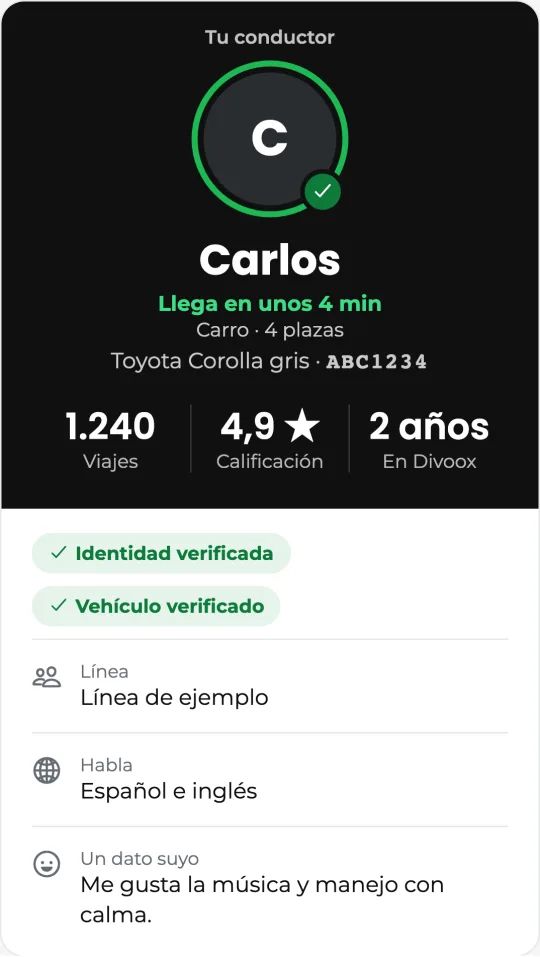 Tu conductor
C
Carlos
Llega en unos 4 min
Carro · 4 plazas
Toyota Corolla gris · ABC1234
1.240 4,9 ★ 2 años
Viajes Calificación En Divoox
✓ Identidad verificada
✓ Vehículo verificado
Línea
Línea de ejemplo
Habla
Español e inglés
Un dato suyo
Me gusta la música y manejo con
calma.